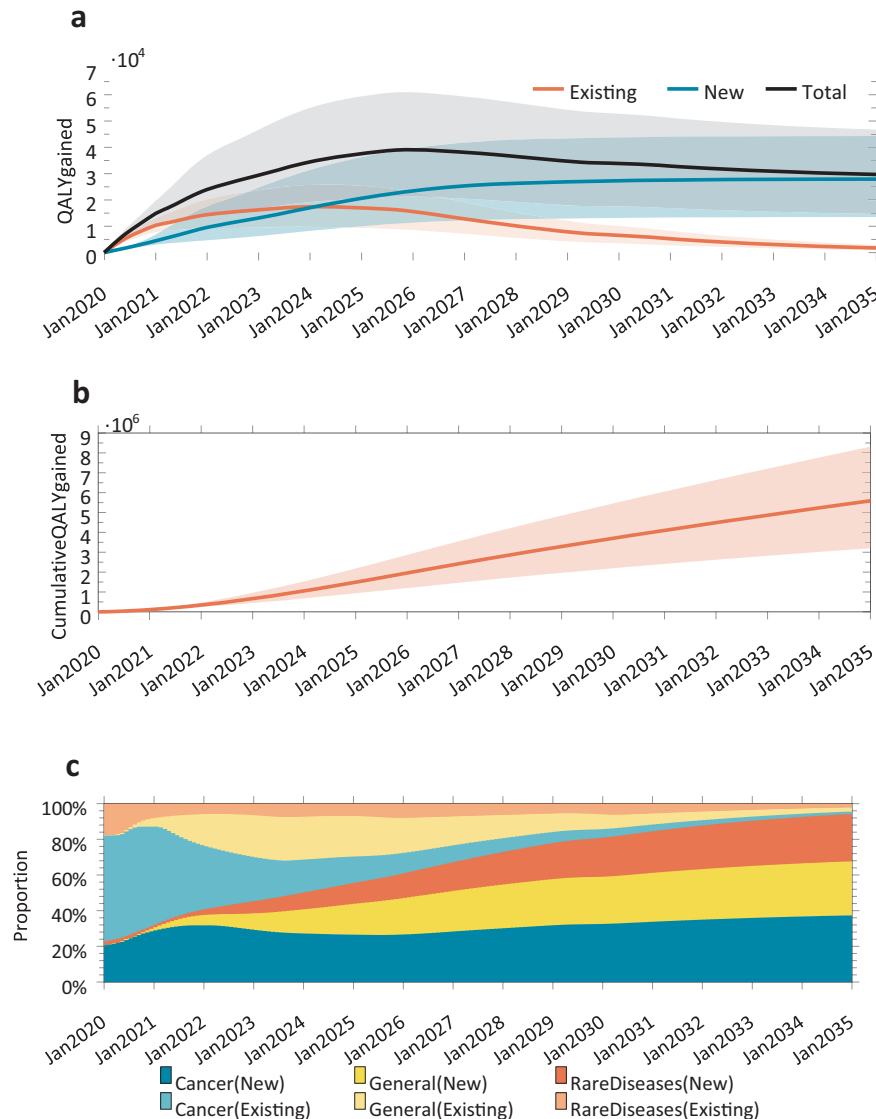 a
·10⁴
7
6
5
4
3
2
1
0
QALYgained
Existing New Total
Jan2020 Jan2021 Jan2022 Jan2023 Jan2024 Jan2025 Jan2026 Jan2027 Jan2028 Jan2029 Jan2030 Jan2031 Jan2032 Jan2033 Jan2034 Jan2035
b
·10⁶
9
8
7
6
5
4
3
2
1
0
CumulativeQALYgained
Jan2020 Jan2021 Jan2022 Jan2023 Jan2024 Jan2025 Jan2026 Jan2027 Jan2028 Jan2029 Jan2030 Jan2031 Jan2032 Jan2033 Jan2034 Jan2035
c
100%
80%
60%
40%
20%
0%
Proportion
Jan2020 Jan2021 Jan2022 Jan2023 Jan2024 Jan2025 Jan2026 Jan2027 Jan2028 Jan2029 Jan2030 Jan2031 Jan2032 Jan2033 Jan2034 Jan2035
Cancer(New) General(New) RareDiseases(New)
Cancer(Existing) General(Existing) RareDiseases(Existing)